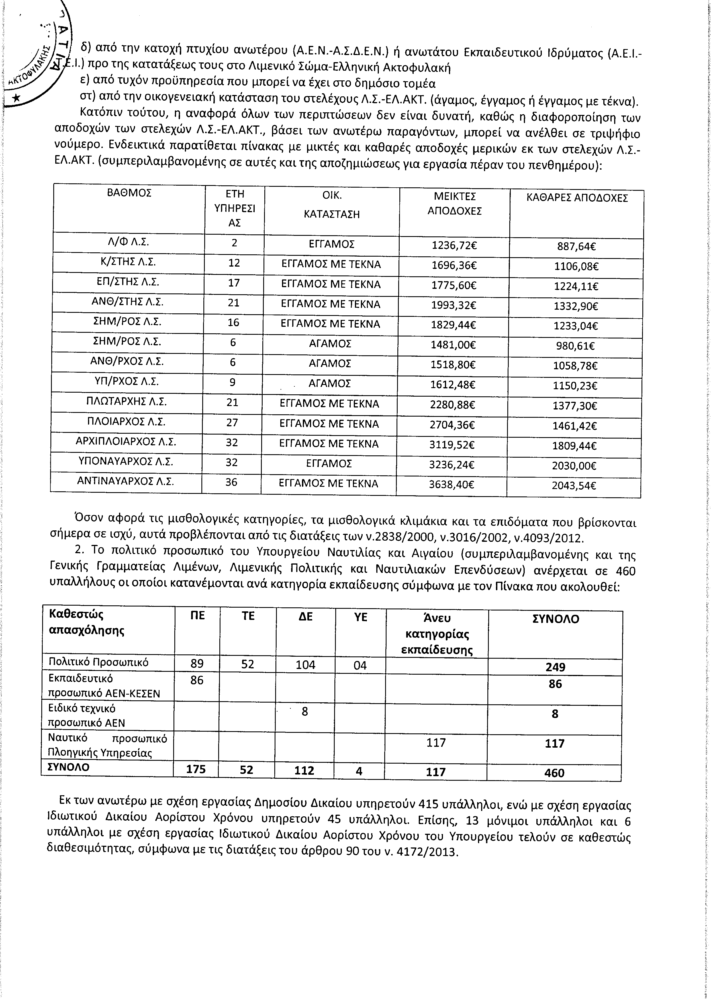 ΑΤΙΑ
ΑΚΤΟΦΥΛΑΚΗΣ
δ) από την κατοχή πτυχίου ανωτέρου (Α.Ε.Ν.-Α.Σ.Δ.Ε.Ν.) ή ανωτάτου Εκπαιδευτικού Ιδρύματος (Α.Ε.Ι.-
Τ.Ε.Ι.) προ της κατατάξεως τους στο Λιμενικό Σώμα-Ελληνική Ακτοφυλακή
ε) από τυχόν προϋπηρεσία που μπορεί να έχει στο δημόσιο τομέα
στ) από την οικογενειακή κατάσταση του στελέχους Λ.Σ.-ΕΛ.ΑΚΤ. (άγαμος, έγγαμος ή έγγαμος με τέκνα).
Κατόπιν τούτου, η αναφορά όλων των περιπτώσεων δεν είναι δυνατή, καθώς η διαφοροποίηση των
αποδοχών των στελεχών Λ.Σ.-ΕΛ.ΑΚΤ., βάσει των ανωτέρω παραγόντων, μπορεί να ανέλθει σε τριψήφιο
νούμερο. Ενδεικτικά παρατίθεται πίνακας με μικτές και καθαρές αποδοχές μερικών εκ των στελεχών Λ.Σ.-
ΕΛ.ΑΚΤ. (συμπεριλαμβανομένης σε αυτές και της αποζημιώσεως για εργασία πέραν του πενθημέρου):
ΒΑΘΜΟΣ ΕΤΗ ΟΙΚ. ΜΕΙΚΤΕΣ ΚΑΘΑΡΕΣ ΑΠΟΔΟΧΕΣ
ΥΠΗΡΕΣΙ ΚΑΤΑΣΤΑΣΗ ΑΠΟΔΟΧΕΣ
ΑΣ
Λ/Φ Λ.Σ. 2 ΕΓΓΑΜΟΣ 1236,72€ 887,64€
Κ/ΣΤΗΣ Λ.Σ. 12 ΕΓΓΑΜΟΣ ΜΕ ΤΕΚΝΑ 1696,36€ 1106,08€
ΕΠ/ΣΤΗΣ Λ.Σ. 17 ΕΓΓΑΜΟΣ ΜΕ ΤΕΚΝΑ 1775,60€ 1224,11€
ΑΝΘ/ΣΤΗΣ Λ.Σ. 21 ΕΓΓΑΜΟΣ ΜΕ ΤΕΚΝΑ 1993,32€ 1332,90€
ΣΗΜ/ΡΟΣ Λ.Σ. 16 ΕΓΓΑΜΟΣ ΜΕ ΤΕΚΝΑ 1829,44€ 1233,04€
ΣΗΜ/ΡΟΣ Λ.Σ. 6 ΑΓΑΜΟΣ 1481,00€ 980,61€
ΑΝΘ/ΡΧΟΣ Λ.Σ. 6 ΑΓΑΜΟΣ 1518,80€ 1058,78€
ΥΠ/ΡΧΟΣ Λ.Σ. 9 ΑΓΑΜΟΣ 1612,48€ 1150,23€
ΠΛΩΤΑΡΧΗΣ Λ.Σ. 21 ΕΓΓΑΜΟΣ ΜΕ ΤΕΚΝΑ 2280,88€ 1377,30€
ΠΛΟΙΑΡΧΟΣ Λ.Σ. 27 ΕΓΓΑΜΟΣ ΜΕ ΤΕΚΝΑ 2704,36€ 1461,42€
ΑΡΧΙΠΛΟΙΑΡΧΟΣ Λ.Σ. 32 ΕΓΓΑΜΟΣ ΜΕ ΤΕΚΝΑ 3119,52€ 1809,44€
ΥΠΟΝΑΥΑΡΧΟΣ Λ.Σ. 32 ΕΓΓΑΜΟΣ 3236,24€ 2030,00€
ΑΝΤΙΝΑΥΑΡΧΟΣ Λ.Σ. 36 ΕΓΓΑΜΟΣ ΜΕ ΤΕΚΝΑ 3638,40€ 2043,54€
Όσον αφορά τις μισθολογικές κατηγορίες, τα μισθολογικά κλιμάκια και τα επιδόματα που βρίσκονται
σήμερα σε ισχύ, αυτά προβλέπονται από τις διατάξεις των ν.2838/2000, ν.3016/2002, ν.4093/2012.
2. Το πολιτικό προσωπικό του Υπουργείου Ναυτιλίας και Αιγαίου (συμπεριλαμβανομένης και της
Γενικής Γραμματείας Λιμένων, Λιμενικής Πολιτικής και Ναυτιλιακών Επενδύσεων) ανέρχεται σε 460
υπαλλήλους οι οποίοι κατανέμονται ανά κατηγορία εκπαίδευσης σύμφωνα με τον Πίνακα που ακολουθεί:
Καθεστώς ΠΕ ΤΕ ΔΕ ΥΕ Άνευ ΣΥΝΟΛΟ
απασχόλησης κατηγορίας
εκπαίδευσης
Πολιτικό Προσωπικό 89 52 104 04 249
Εκπαιδευτικό 86 86
προσωπικό ΑΕΝ-ΚΕΣΕΝ
Ειδικό τεχνικό 8 8
προσωπικό ΑΕΝ
Ναυτικό προσωπικό 117 117
Πλοηγικής Υπηρεσίας
ΣΥΝΟΛΟ 175 52 112 4 117 460
Εκ των ανωτέρω με σχέση εργασίας Δημοσίου Δικαίου υπηρετούν 415 υπάλληλοι, ενώ με σχέση εργασίας
Ιδιωτικού Δικαίου Αορίστου Χρόνου υπηρετούν 45 υπάλληλοι. Επίσης, 13 μόνιμοι υπάλληλοι και 6
υπάλληλοι με σχέση εργασίας Ιδιωτικού Δικαίου Αορίστου Χρόνου του Υπουργείου τελούν σε καθεστώς
διαθεσιμότητας, σύμφωνα με τις διατάξεις του άρθρου 90 του ν. 4172/2013.